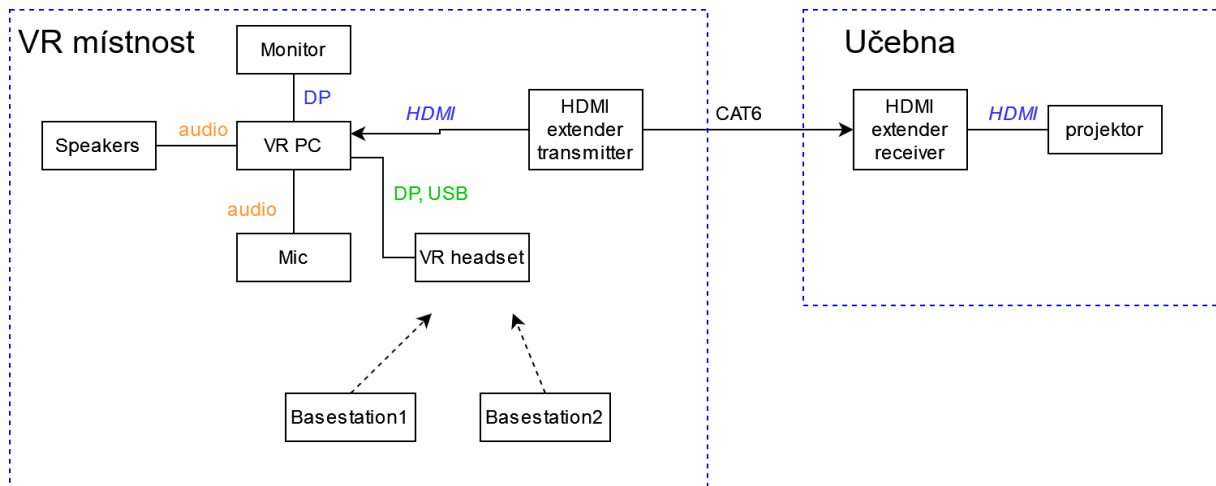 VR místnost
Učebna
Monitor
DP
HDMI
HDMI
extender
transmitter
CAT6
HDMI
extender
receiver
HDMI
projektor
Speakers
audio
VR PC
DP, USB
audio
Mic
VR headset
Basestation1
Basestation2